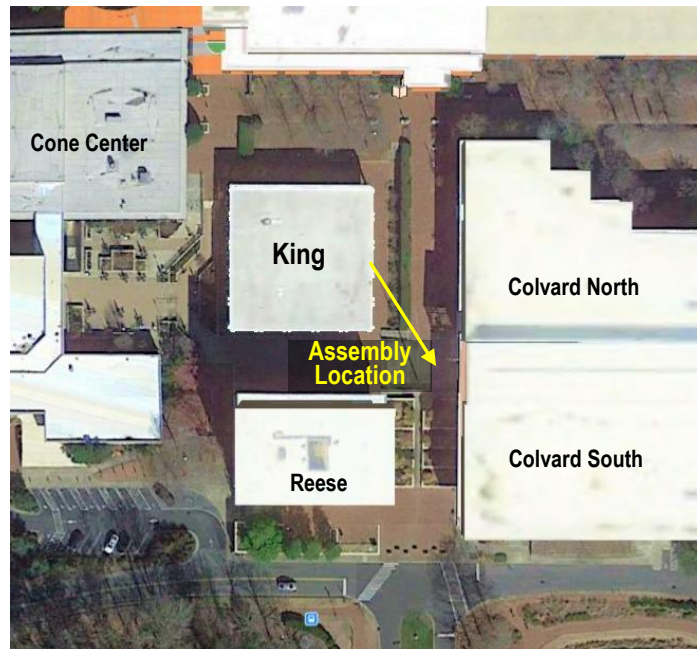 Cone Center
King
Colvard North
Assembly
Location
Colvard South
Reese